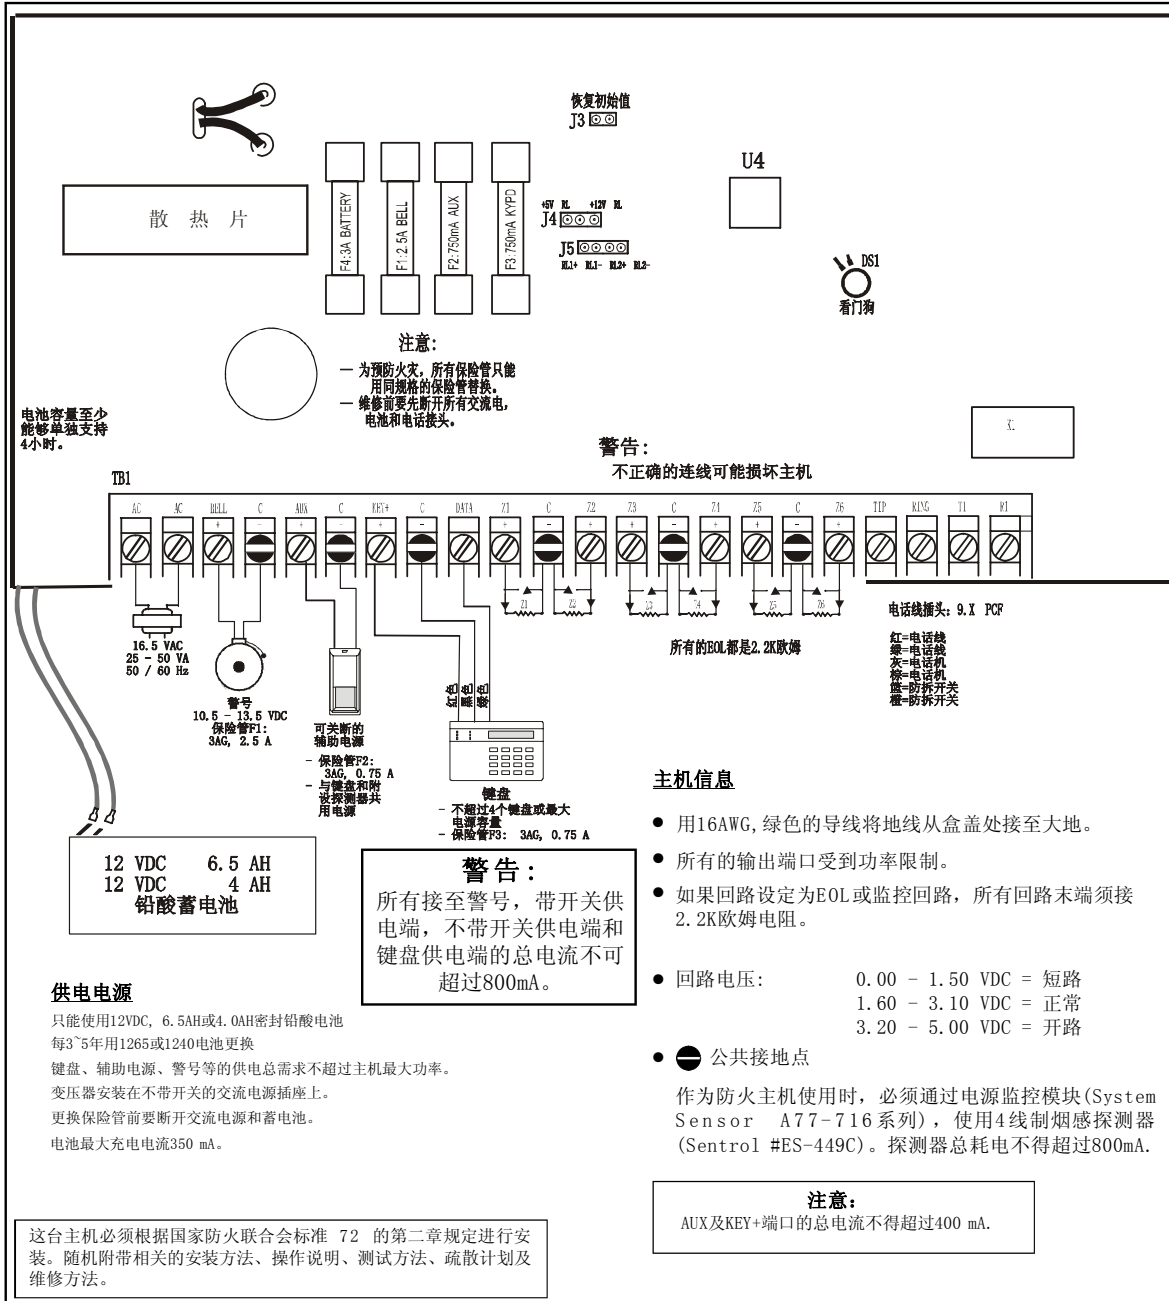 恢复初始值
J3
U4
散 热 片
F4:3A BATTERY
F1:2.5A BELL
F2:750mA AUX
F3:750mA KYPD
+5V RL +12V RL
J4
J5
RL1+ RL1- RL2+ RL2-
DS1
看门狗
注意:
— 为预防火灾, 所有保险管只能
用同规格的保险管替换。
— 维修前要先断开所有交流电,
电池和电话接头。
电池容量至少
能够单独支持
4小时。
警告:
不正确的连线可能损坏主机
TB1
AC AC BELL C AUX C KEY+ C DATA Z1 C Z2 Z3 C Z4 Z5 C Z6 TIP RING T1 R1
+ - + - + - + - + + - + + - +
Z1 Z2 Z3 Z4 Z5 Z6
16.5 VAC
25 - 50 VA
50 / 60 Hz
警号
10.5 - 13.5 VDC
保险管F1:
3AG, 2.5 A
可关断的
辅助电源
- 保险管F2:
3AG, 0.75 A
- 与键盘和附
设探测器共
用电源
红色
黑色
绿色
键盘
- 不超过4个键盘或最大
电源容量
- 保险管F3: 3AG, 0.75 A
所有的EOL都是2.2K欧姆
电话线插头: 9.X PCF
红=电话线
绿=电话线
灰=电话机
棕=电话机
篮=防拆开关
橙=防拆开关
12 VDC 6.5 AH
12 VDC 4 AH
铅酸蓄电池
警告:
所有接至警号, 带开关供
电端, 不带开关供电端和
键盘供电端的总电流不可
超过800mA。
供电电源
只能使用12VDC, 6.5AH或4.0AH密封铅酸电池
每3~5年用1265或1240电池更换
键盘、辅助电源、警号等的供电总需求不超过主机最大功率。
变压器安装在不带开关的交流电源插座上。
更换保险管前要断开交流电源和蓄电池。
电池最大充电电流350 mA。
这台主机必须根据国家防火联合会标准 72 的第二章规定进行安
装。随机附带相关的安装方法、操作说明、测试方法、疏散计划及
维修方法。
主机信息
● 用16AWG, 绿色的导线将地线从盒盖处接至大地。
● 所有的输出端口受到功率限制。
● 如果回路设定为EOL或监控回路, 所有回路末端须接
2.2K欧姆电阻。
● 回路电压: 0.00 - 1.50 VDC = 短路
1.60 - 3.10 VDC = 正常
3.20 - 5.00 VDC = 开路
● 公共接地点
作为防火主机使用时, 必须通过电源监控模块(System
Sensor A77-716系列), 使用4线制烟感探测器
(Sentrol #ES-449C)。探测器总耗电不得超过800mA.
注意:
AUX及KEY+端口的总电流不得超过400 mA.